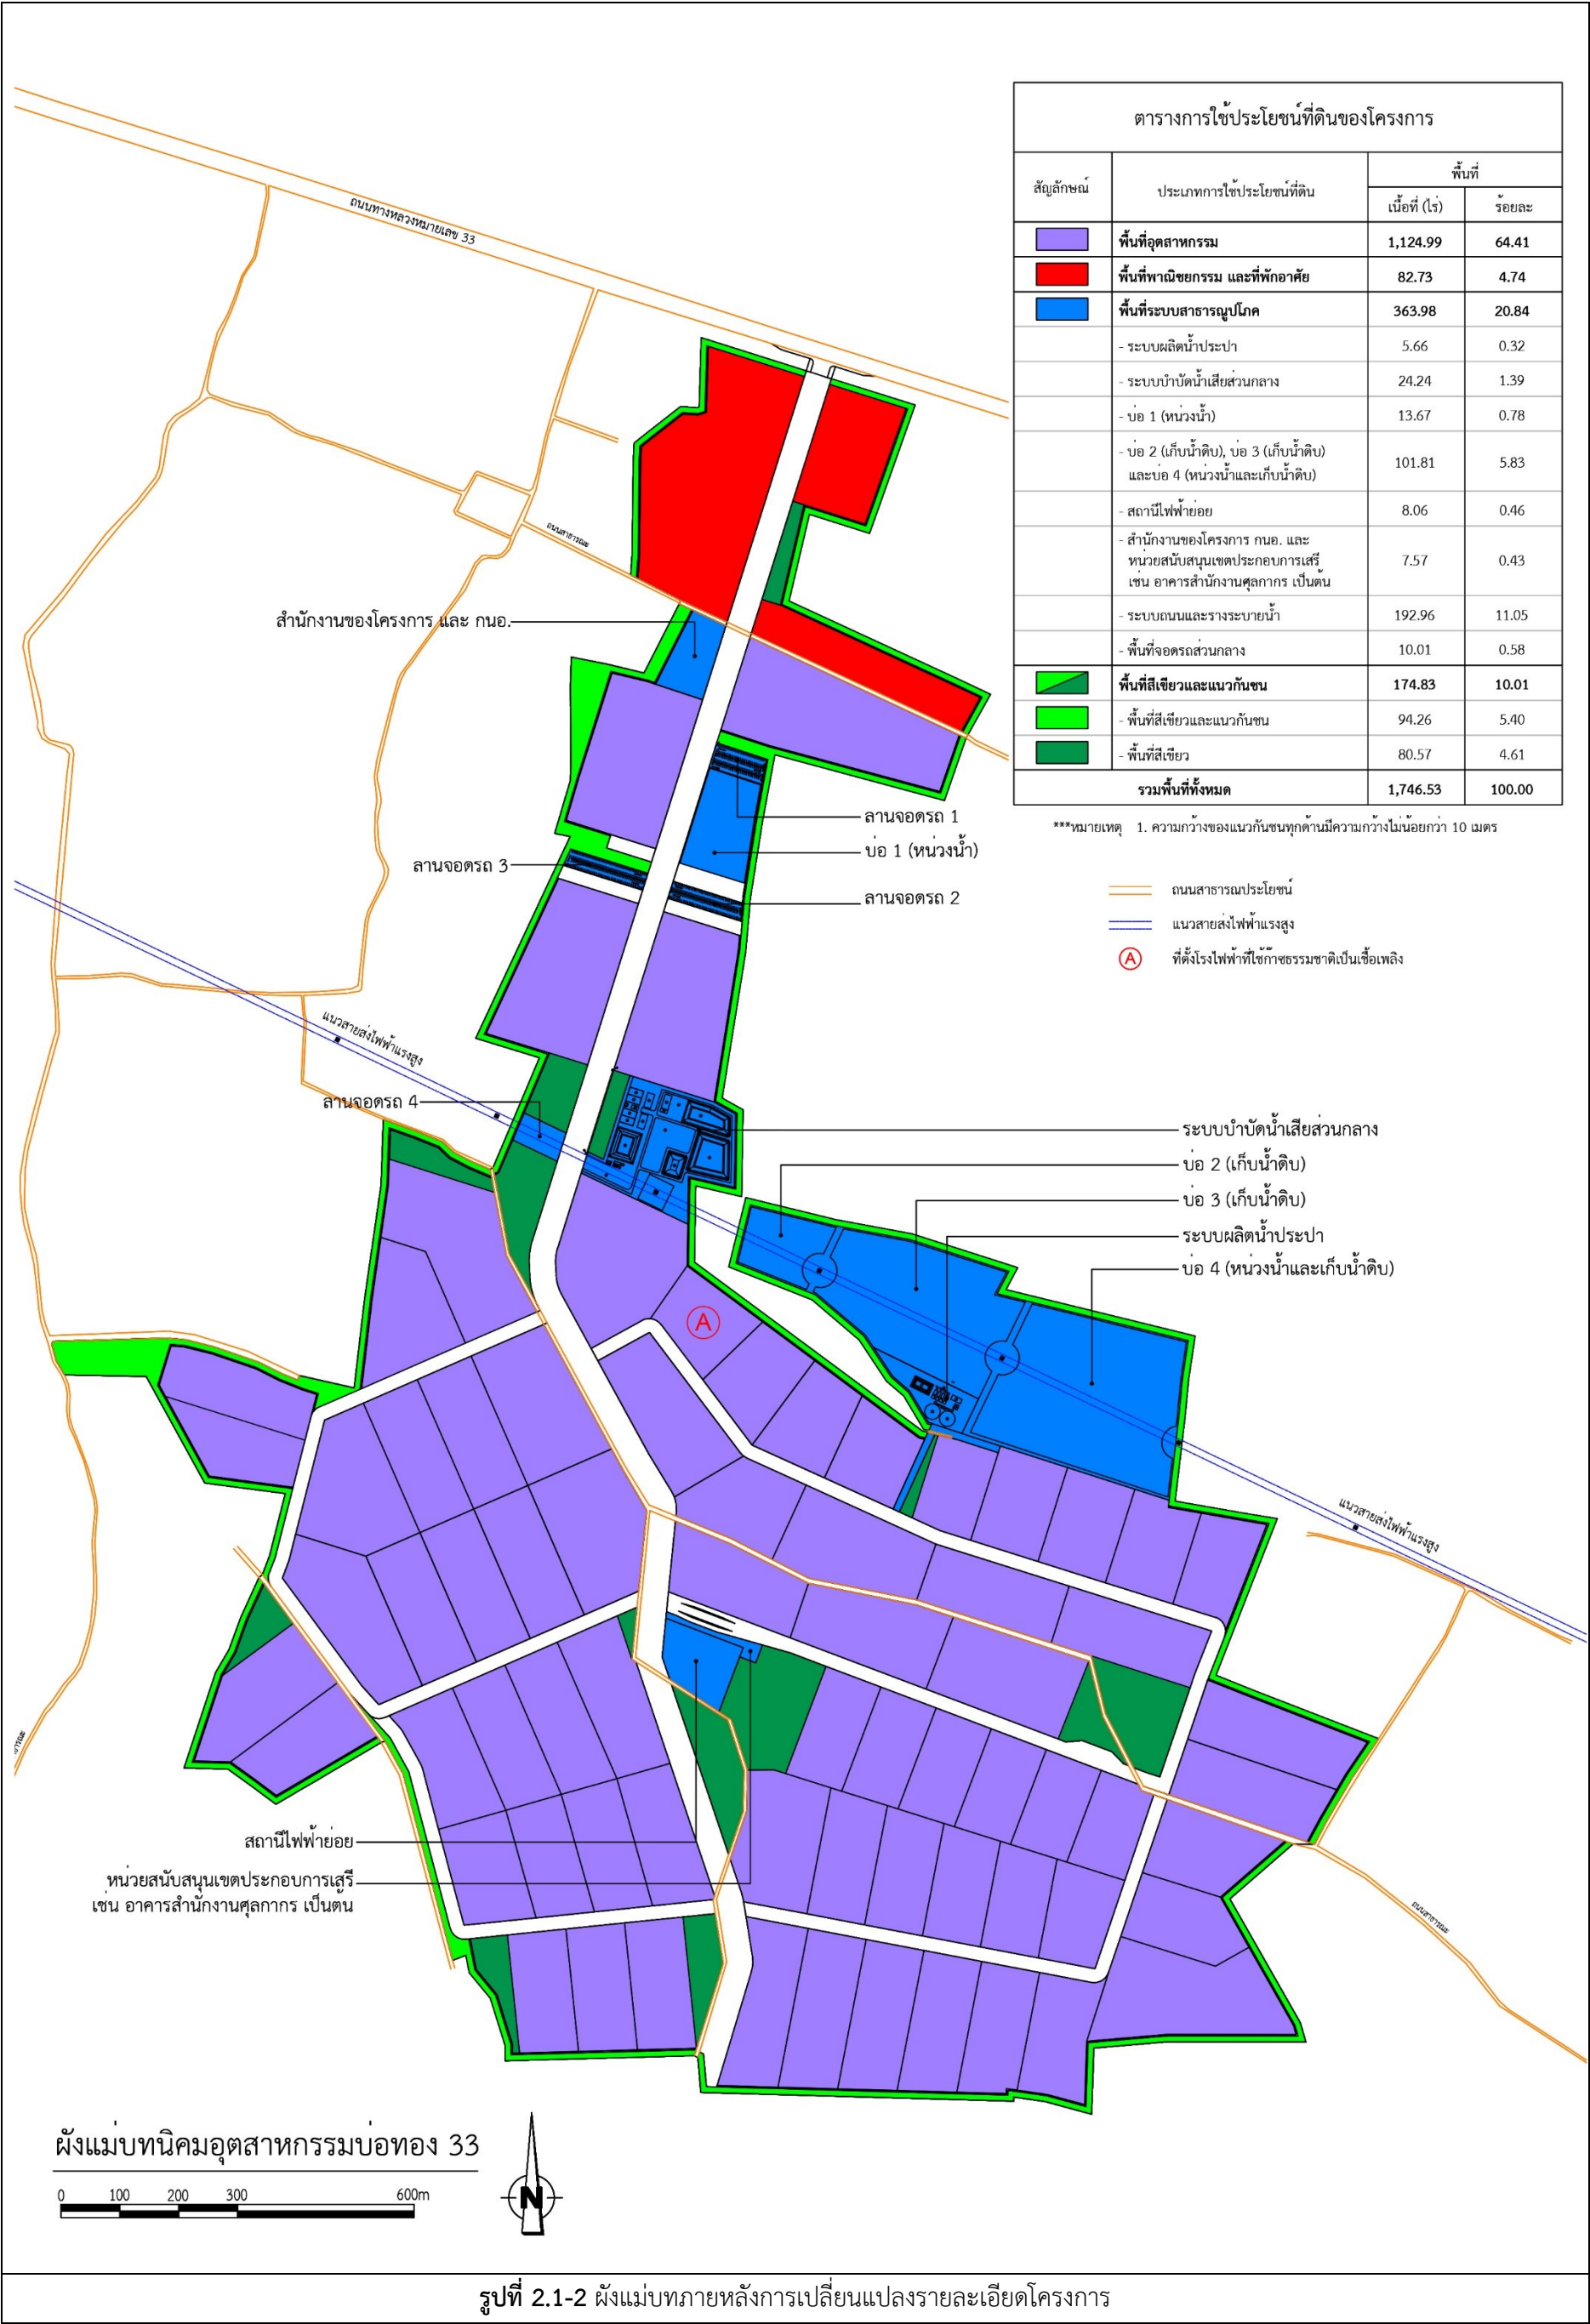 ตารางการใช้ประโยชน์ที่ดินของโครงการ
สัญลักษณ์
ประเภทการใช้ประโยชน์ที่ดิน
พื้นที่
เนื้อที่ (ไร่)
ร้อยละ
พื้นที่อุตสาหกรรม 1,124.99 64.41
พื้นที่พาณิชยกรรม และที่พักอาศัย 82.73 4.74
พื้นที่ระบบสาธารณูปโภค 363.98 20.84
- ระบบผลิตน้ำประปา 5.66 0.32
- ระบบบำบัดน้ำเสียส่วนกลาง 24.24 1.39
- บ่อ 1 (หน่วงน้ำ) 13.67 0.78
- บ่อ 2 (เก็บน้ำดิบ), บ่อ 3 (เก็บน้ำดิบ)
และบ่อ 4 (หน่วงน้ำและเก็บน้ำดิบ) 101.81 5.83
- สถานีไฟฟ้าย่อย 8.06 0.46
- สำนักงานของโครงการ กนอ. และ
หน่วยสนับสนุนเขตประกอบการเสรี 7.57 0.43
เช่น อาคารสำนักงานศุลกากร เป็นต้น
- ระบบถนนและรางระบายน้ำ 192.96 11.05
- พื้นที่จอดรถส่วนกลาง 10.01 0.58
พื้นที่สีเขียวและแนวกันชน 174.83 10.01
- พื้นที่สีเขียวและแนวกันชน 94.26 5.40
- พื้นที่สีเขียว 80.57 4.61
รวมพื้นที่ทั้งหมด 1,746.53 100.00
***หมายเหตุ 1. ความกว้างของแนวกันชนทุกด้านมีความกว้างไม่น้อยกว่า 10 เมตร
ถนนสาธารณประโยชน์
แนวสายส่งไฟฟ้าแรงสูง
A ที่ตั้งโรงไฟฟ้าที่ใช้ก๊าซธรรมชาติเป็นเชื้อเพลิง
ถนนทางหลวงหมายเลข 33
ถนนสาธารณะ
สำนักงานของโครงการ และ กนอ.
ลานจอดรถ 1
บ่อ 1 (หน่วงน้ำ)
ลานจอดรถ 3
ลานจอดรถ 2
แนวสายส่งไฟฟ้าแรงสูง
ลานจอดรถ 4
ระบบบำบัดน้ำเสียส่วนกลาง
บ่อ 2 (เก็บน้ำดิบ)
บ่อ 3 (เก็บน้ำดิบ)
ระบบผลิตน้ำประปา
บ่อ 4 (หน่วงน้ำและเก็บน้ำดิบ)
A
แนวสายส่งไฟฟ้าแรงสูง
สถานีไฟฟ้าย่อย
หน่วยสนับสนุนเขตประกอบการเสรี
เช่น อาคารสำนักงานศุลกากร เป็นต้น
ถนนสาธารณะ
ผังแม่บทนิคมอุตสาหกรรมบ่อทอง 33
0 100 200 300 600m
N
รูปที่ 2.1-2 ผังแม่บทภายหลังการเปลี่ยนแปลงรายละเอียดโครงการ